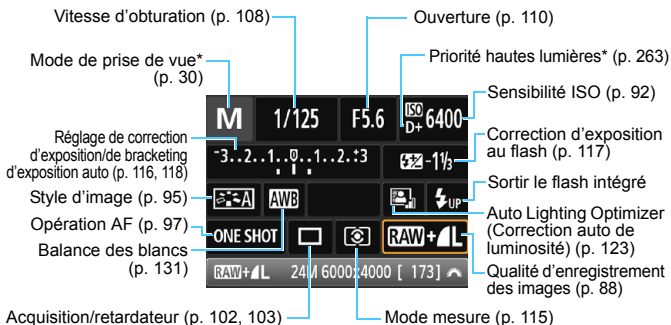 Vitesse d'obturation (p. 108)
Ouverture (p. 110)
Mode de prise de vue*
(p. 30)
Priorité hautes lumières* (p. 263)
Sensibilité ISO (p. 92)
M 1/125 F5.6 ISO D+ 6400
Réglage de correction
d'exposition/de bracketing
d'exposition auto (p. 116, 118)
-3..2..1..0..1..2.+3
-1⅓
Correction d'exposition
au flash (p. 117)
Style d'image (p. 95)
A AWB UP
Sortir le flash intégré
Opération AF (p. 97)
Auto Lighting Optimizer
(Correction auto de
luminosité) (p. 123)
Balance des blancs
(p. 131)
ONE SHOT RAW+L
RAW+L 24M 6000x4000 [ 173]
Qualité d'enregistrement
des images (p. 88)
Acquisition/retardateur (p. 102, 103)
Mode mesure (p. 115)